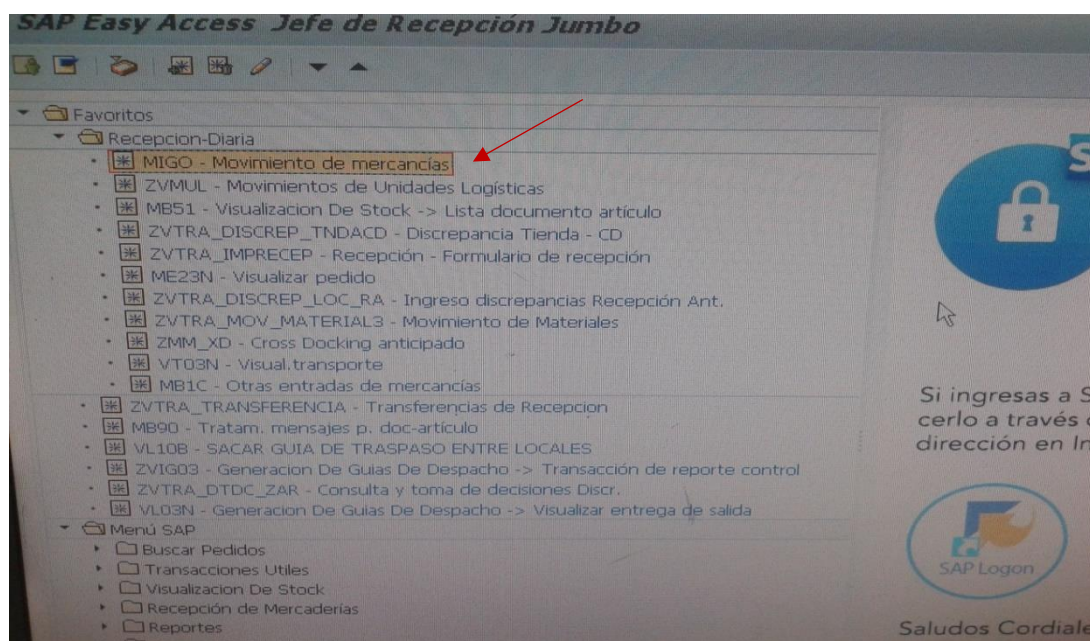 SAP Easy Access Jefe de Recepción Jumbo
Favoritos
Recepcion-Diaria
MIGO - Movimiento de mercancías
ZVMUL - Movimientos de Unidades Logísticas
MB51 - Visualizacion De Stock -> Lista documento artículo
ZVTRA_DISCREP_TNDACD - Discrepancia Tienda - CD
ZVTRA_IMPRECEP - Recepción - Formulario de recepción
ME23N - Visualizar pedido
ZVTRA_DISCREP_LOC_RA - Ingreso discrepancias Recepción Ant.
ZVTRA_MOV_MATERIAL3 - Movimiento de Materiales
ZMM_XD - Cross Docking anticipado
VT03N - Visual.transporte
MB1C - Otras entradas de mercancías
ZVTRA_TRANSFERENCIA - Transferencias de Recepcion
MB90 - Tratam. mensajes p. doc-artículo
VL10B - SACAR GUIA DE TRASPASO ENTRE LOCALES
ZVIG03 - Generacion De Guias De Despacho -> Transacción de reporte control
ZVTRA_DTDC_ZAR - Consulta y toma de decisiones Discr.
VL03N - Generacion De Guias De Despacho -> Visualizar entrega de salida
Menú SAP
Buscar Pedidos
Transacciones Utiles
Visualizacion De Stock
Recepción de Mercaderías
Reportes
S
Si ingresas a S
cerlo a través
dirección en In
SAP Logon
Saludos Cordiale